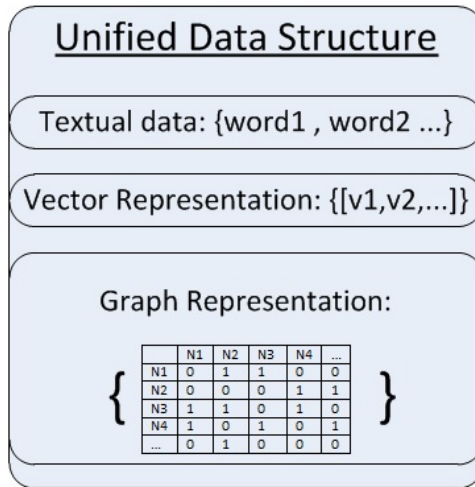 Unified Data Structure
Textual data: {word1 , word2 ...}
Vector Representation: {[v1,v2,...]}
Graph Representation:
{
N1 N2 N3 N4 ...
N1 0 1 1 0 0
N2 0 0 0 1 1
N3 1 1 0 1 0
N4 1 0 1 0 1
... 0 1 0 0 0
}